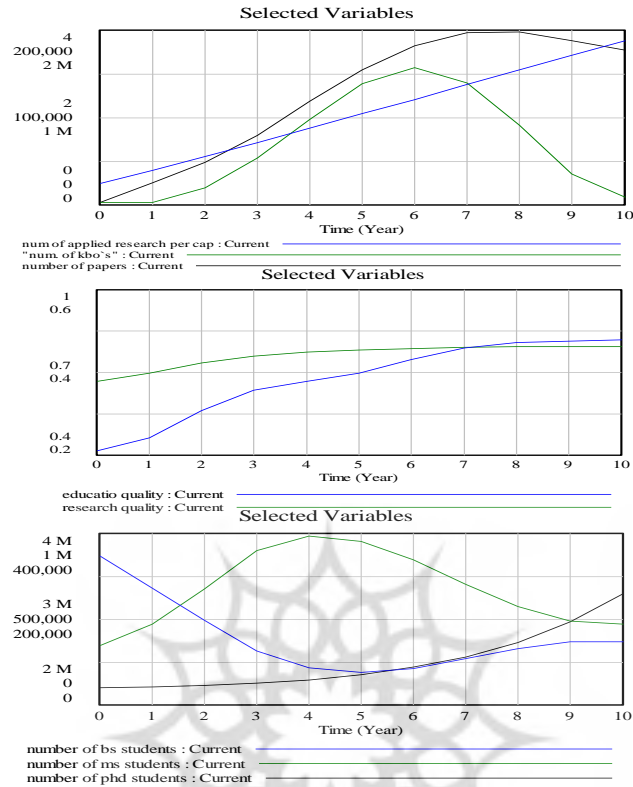 Selected Variables
4
200,000
2 M
2
100,000
1 M
0
0
0
0 1 2 3 4 5 6 7 8 9 10
Time (Year)
num of applied research per cap : Current
"num. of kbo`s" : Current
number of papers : Current
Selected Variables
1
0.6
0.7
0.4
0.4
0.2
0 1 2 3 4 5 6 7 8 9 10
Time (Year)
educatio quality : Current
research quality : Current
Selected Variables
4 M
1 M
400,000
3 M
500,000
200,000
2 M
0
0
0 1 2 3 4 5 6 7 8 9 10
Time (Year)
number of bs students : Current
number of ms students : Current
number of phd students : Current